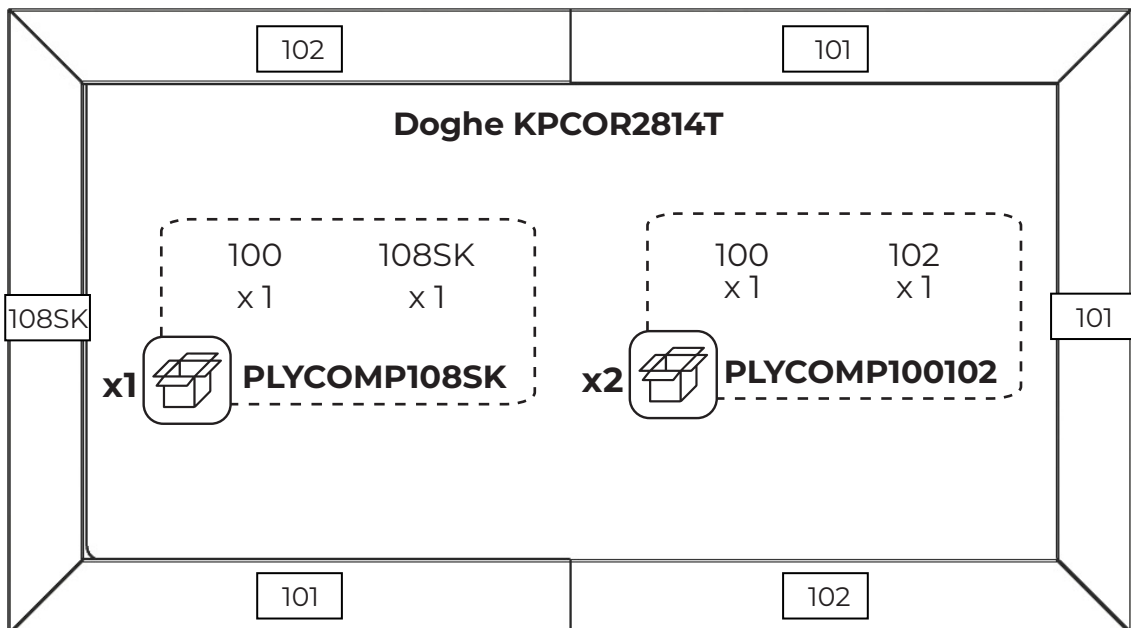 102
101
Doghe KPCOR2814T
100
108SK
x 1
x 1
100
102
x 1
x 1
108SK
101
x1
PLYCOMP108SK
x2
PLYCOMP100102
101
102